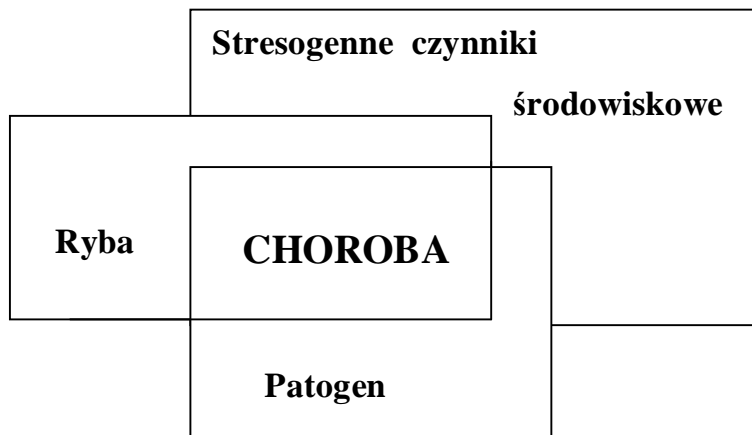 Stresogenne czynniki
środowiskowe
Ryba
CHOROBA
Patogen